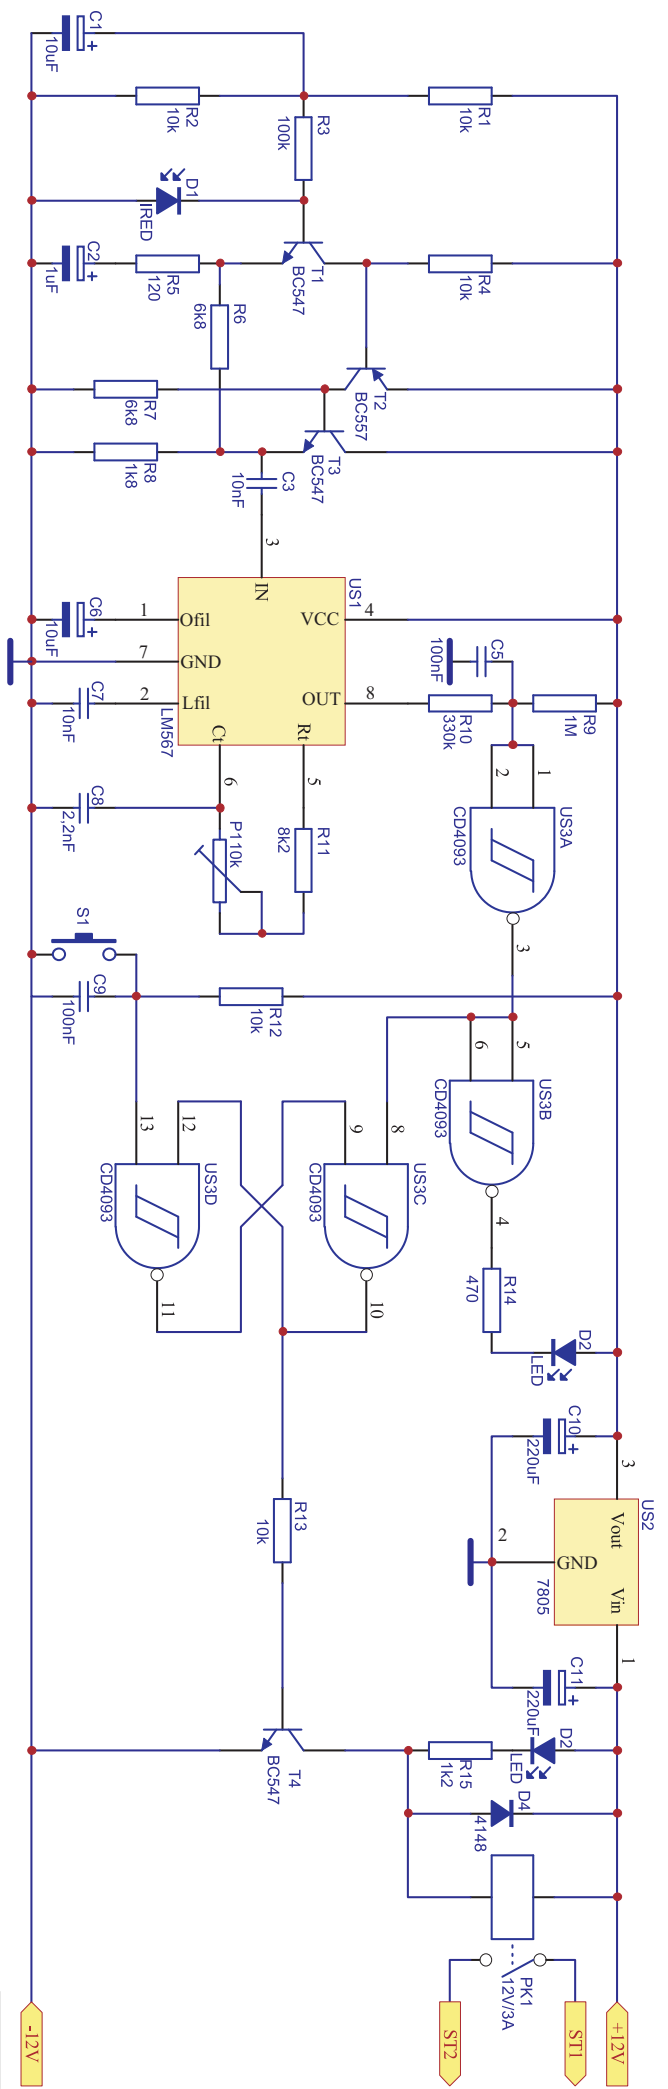 C1
10uF
R2
10k
R1
10k
R3
100k
D1
IRED
C2
1uF
R5
120
T1
BC547
R4
10k
R6
6k8
R7
6k8
T2
BC557
R8
1k8
T3
BC547
C3
10nF
3
IN
US1
C6
10uF
1
Ofil
VCC
4
7
GND
C5
100nF
C7
10nF
2
Lfil
OUT
8
R10
330k
R9
1M
LM567
Ct
Rt
6
5
2
1
C8
2,2nF
P110k
R11
8k2
US3A
CD4093
3
S1
C9
100nF
R12
10k
6
5
13
12
9
8
US3B
CD4093
US3D
CD4093
US3C
CD4093
4
11
10
R14
470
D2
LED
C10
220uF
3
US2
Vout
2
GND
7805
Vin
1
R13
10k
C11
220uF
T4
BC547
R15
1k2
D2
LED
D4
4148
PK1
12V/3A
-12V
ST2
ST1
+12V